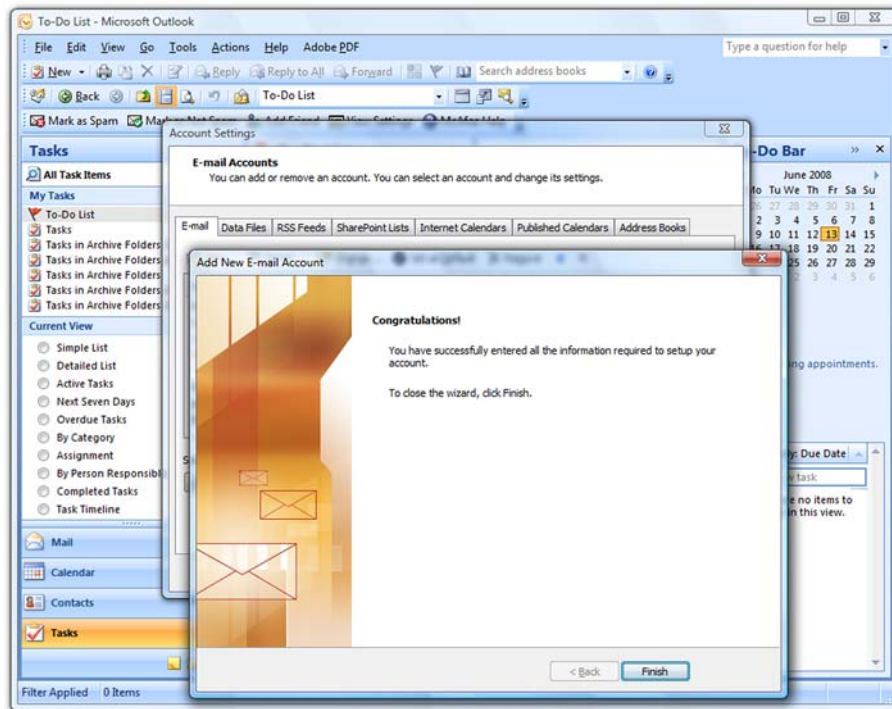 To-Do List - Microsoft Outlook
File Edit View Go Tools Actions Help Adobe PDF
Type a question for help
New Reply Reply to All Forward Search address books
Back To-Do List
Mark as Spam
Account Settings
E-mail Accounts
You can add or remove an account. You can select an account and change its settings.
E-mail Data Files RSS Feeds SharePoint Lists Internet Calendars Published Calendars Address Books
Tasks
All Task Items
My Tasks
To-Do List
Tasks
Tasks in Archive Folders
Tasks in Archive Folders
Tasks in Archive Folders
Tasks in Archive Folders
Tasks in Archive Folders
Current View
Simple List
Detailed List
Active Tasks
Next Seven Days
Overdue Tasks
By Category
Assignment
By Person Responsibl
Completed Tasks
Task Timeline
Mail
Calendar
Contacts
Tasks
Filter Applied 0 Items
Add New E-mail Account
Congratulations!
You have successfully entered all the information required to setup your
account.
To close the wizard, click Finish.
< Back Finish
-Do Bar
June 2008
Mo Tu We Th Fr Sa Su
26 27 28 29 30 31 1
2 3 4 5 6 7 8
9 10 11 12 13 14 15
16 17 18 19 20 21 22
25 26 27 28 29
2 3 4 5 6
ng appointments.
y: Due Date
w task
e no items to
in this view.